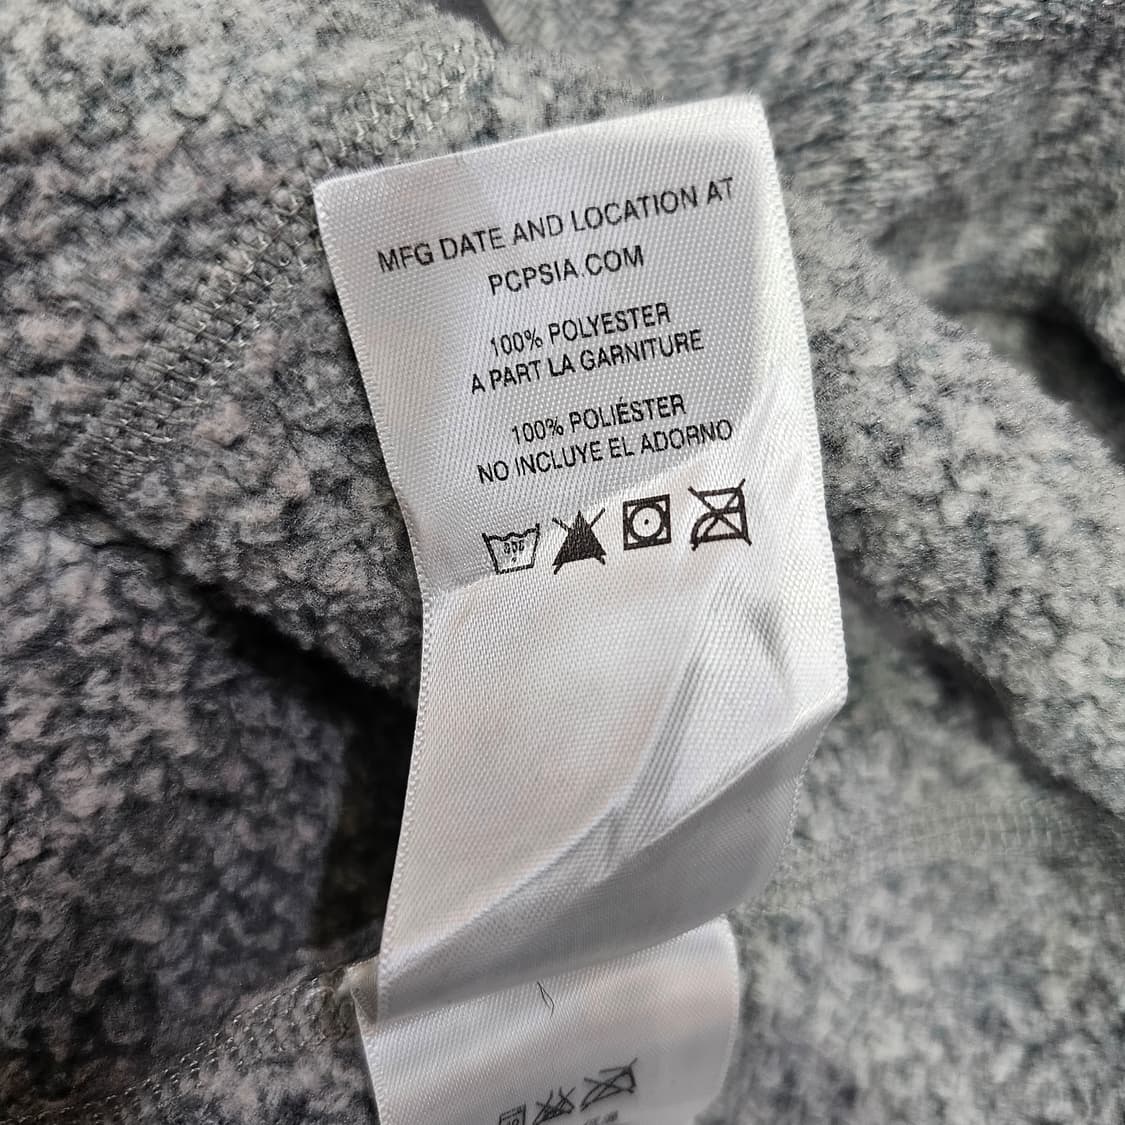 MFG DATE AND LOCATION AT
PCPSIA.COM
100% POLYESTER
A PART LA GARNITURE
100% POLIÉSTER
NO INCLUYE EL ADORNO